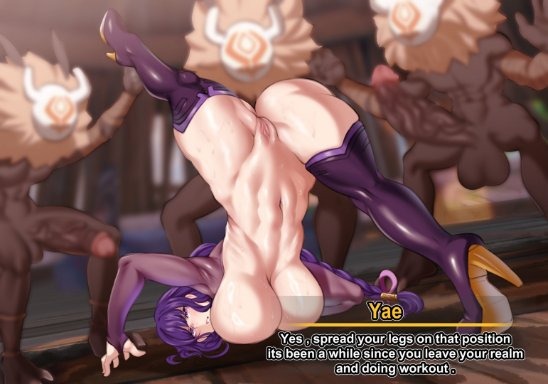 Yae
Yes , spread your legs on that position
its been a while since you leave your realm
and doing workout .